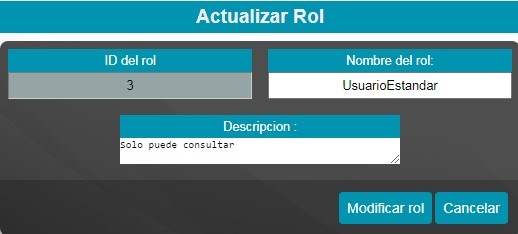 Actualizar Rol
ID del rol
Nombre del rol:
3
UsuarioEstandar
Descripcion :
Solo puede consultar
Modificar rol
Cancelar